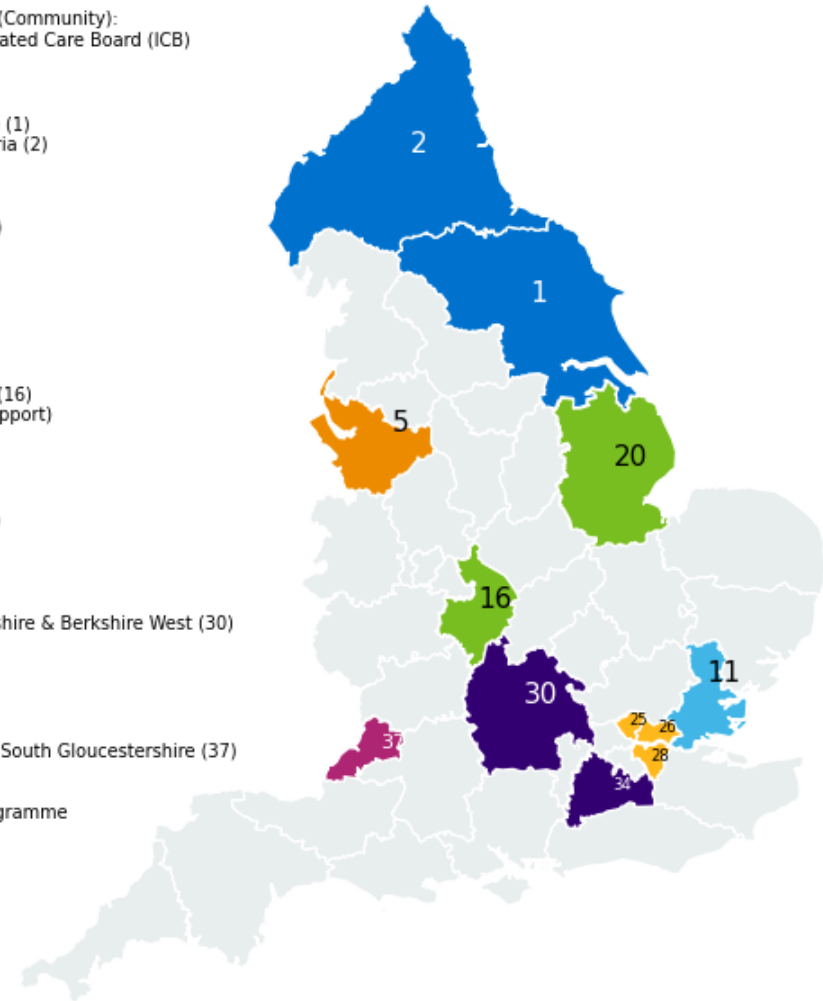 (Community):
ated Care Board (ICB)
(1)
ria (2)
)
(16)
pport)
)
shire & Berkshire West (30)
South Gloucestershire (37)
gramme
2
1
5
20
16
11
30
25
26
28
37
34